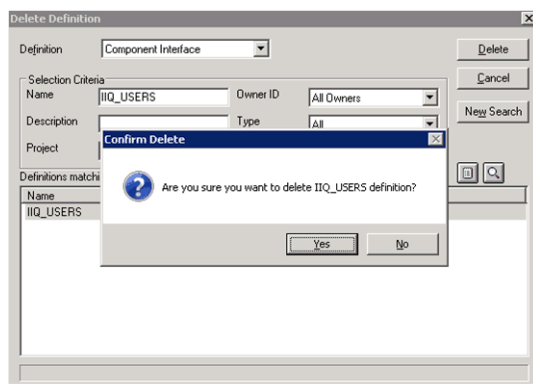 Delete Definition
Definition Component Interface Delete
Selection Criteria Cancel
Name IIQ_USERS Owner ID All Owners
New Search
Description Type All
Confirm Delete
Project
Are you sure you want to delete IIQ_USERS definition?
Definitions matchi
Name
IIQ_USERS
Yes No